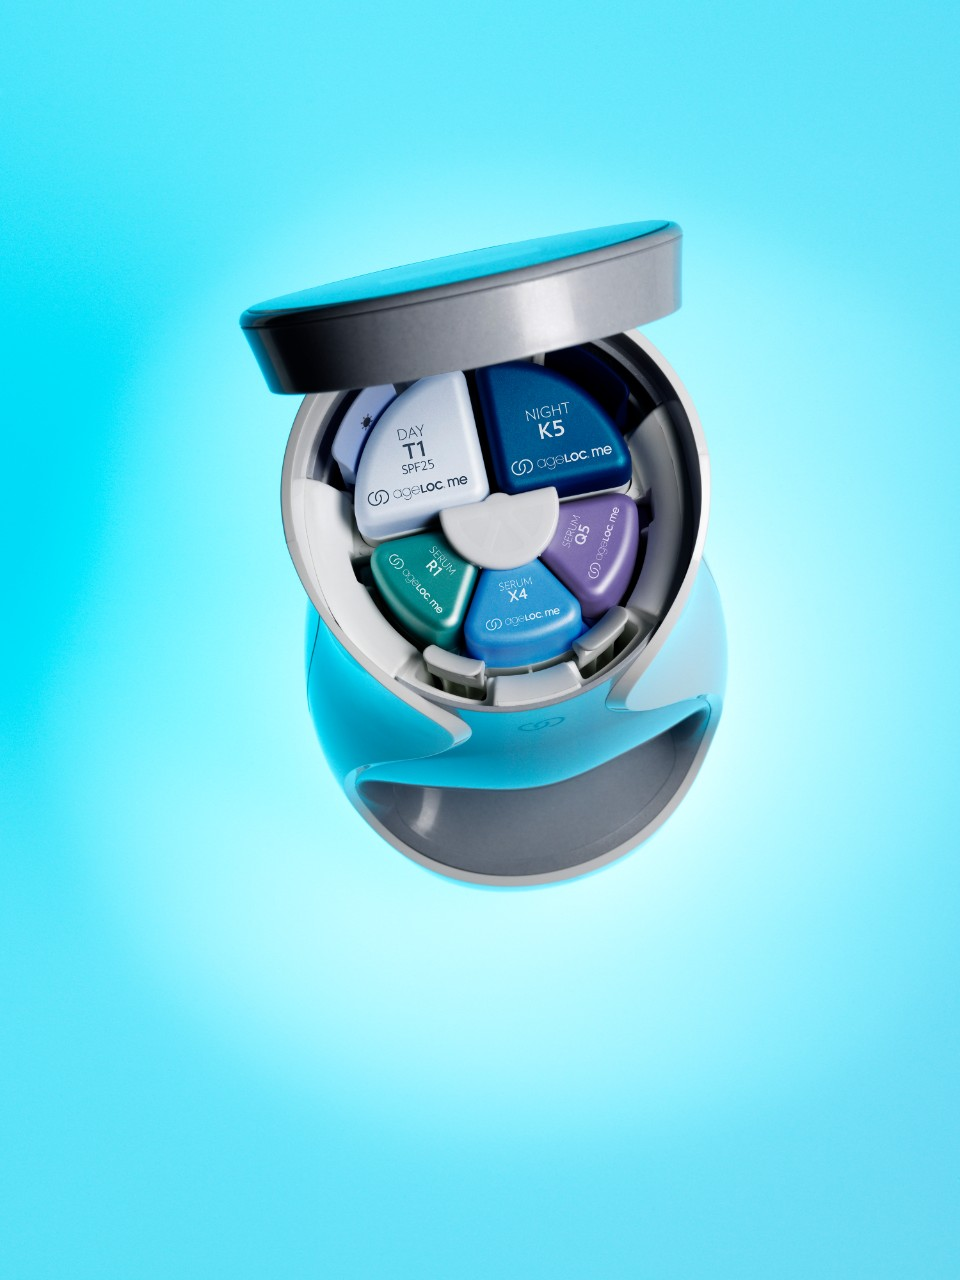 DAY
T1
SPF25
ageLOC me
NIGHT
K5
ageLOC me
SERUM
R1
ageLOC me
SERUM
X4
ageLOC me
SERUM
Q5
ageLOC me